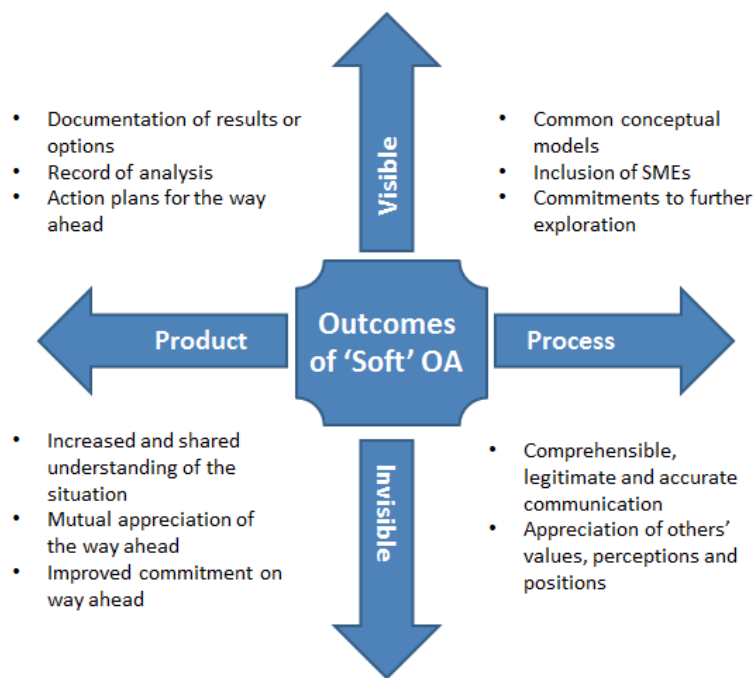 • Documentation of results or
options
• Record of analysis
• Action plans for the way
ahead
Visible
• Common conceptual
models
• Inclusion of SMEs
• Commitments to further
exploration
Product
Outcomes
of ‘Soft’ OA
Process
• Increased and shared
understanding of the
situation
• Mutual appreciation of
the way ahead
• Improved commitment on
way ahead
Invisible
• Comprehensible,
legitimate and accurate
communication
• Appreciation of others’
values, perceptions and
positions